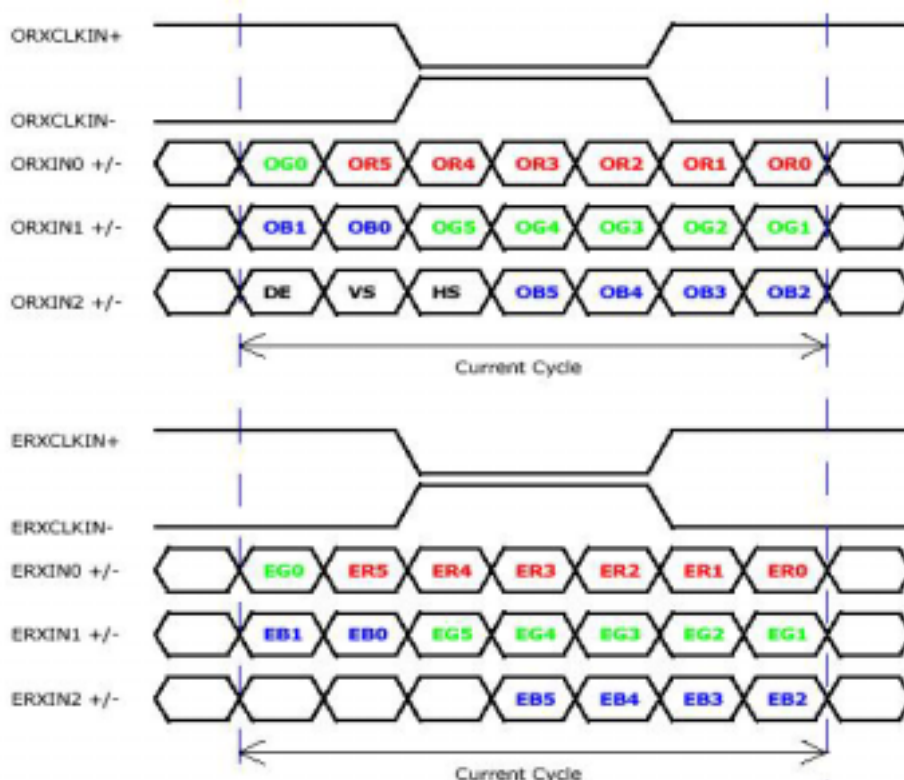 ORXCLKIN+
ORXCLKIN-
ORXIN0 +/- OG0 OR5 OR4 OR3 OR2 OR1 OR0
ORXIN1 +/- OB1 OB0 OG5 OG4 OG3 OG2 OG1
ORXIN2 +/- DE VS HS OB5 OB4 OB3 OB2
Current Cycle
ERXCLKIN+
ERXCLKIN-
ERXIN0 +/- EG0 ER5 ER4 ER3 ER2 ER1 ER0
ERXIN1 +/- EB1 EB0 EG5 EG4 EG3 EG2 EG1
ERXIN2 +/- EB5 EB4 EB3 EB2
Current Cycle